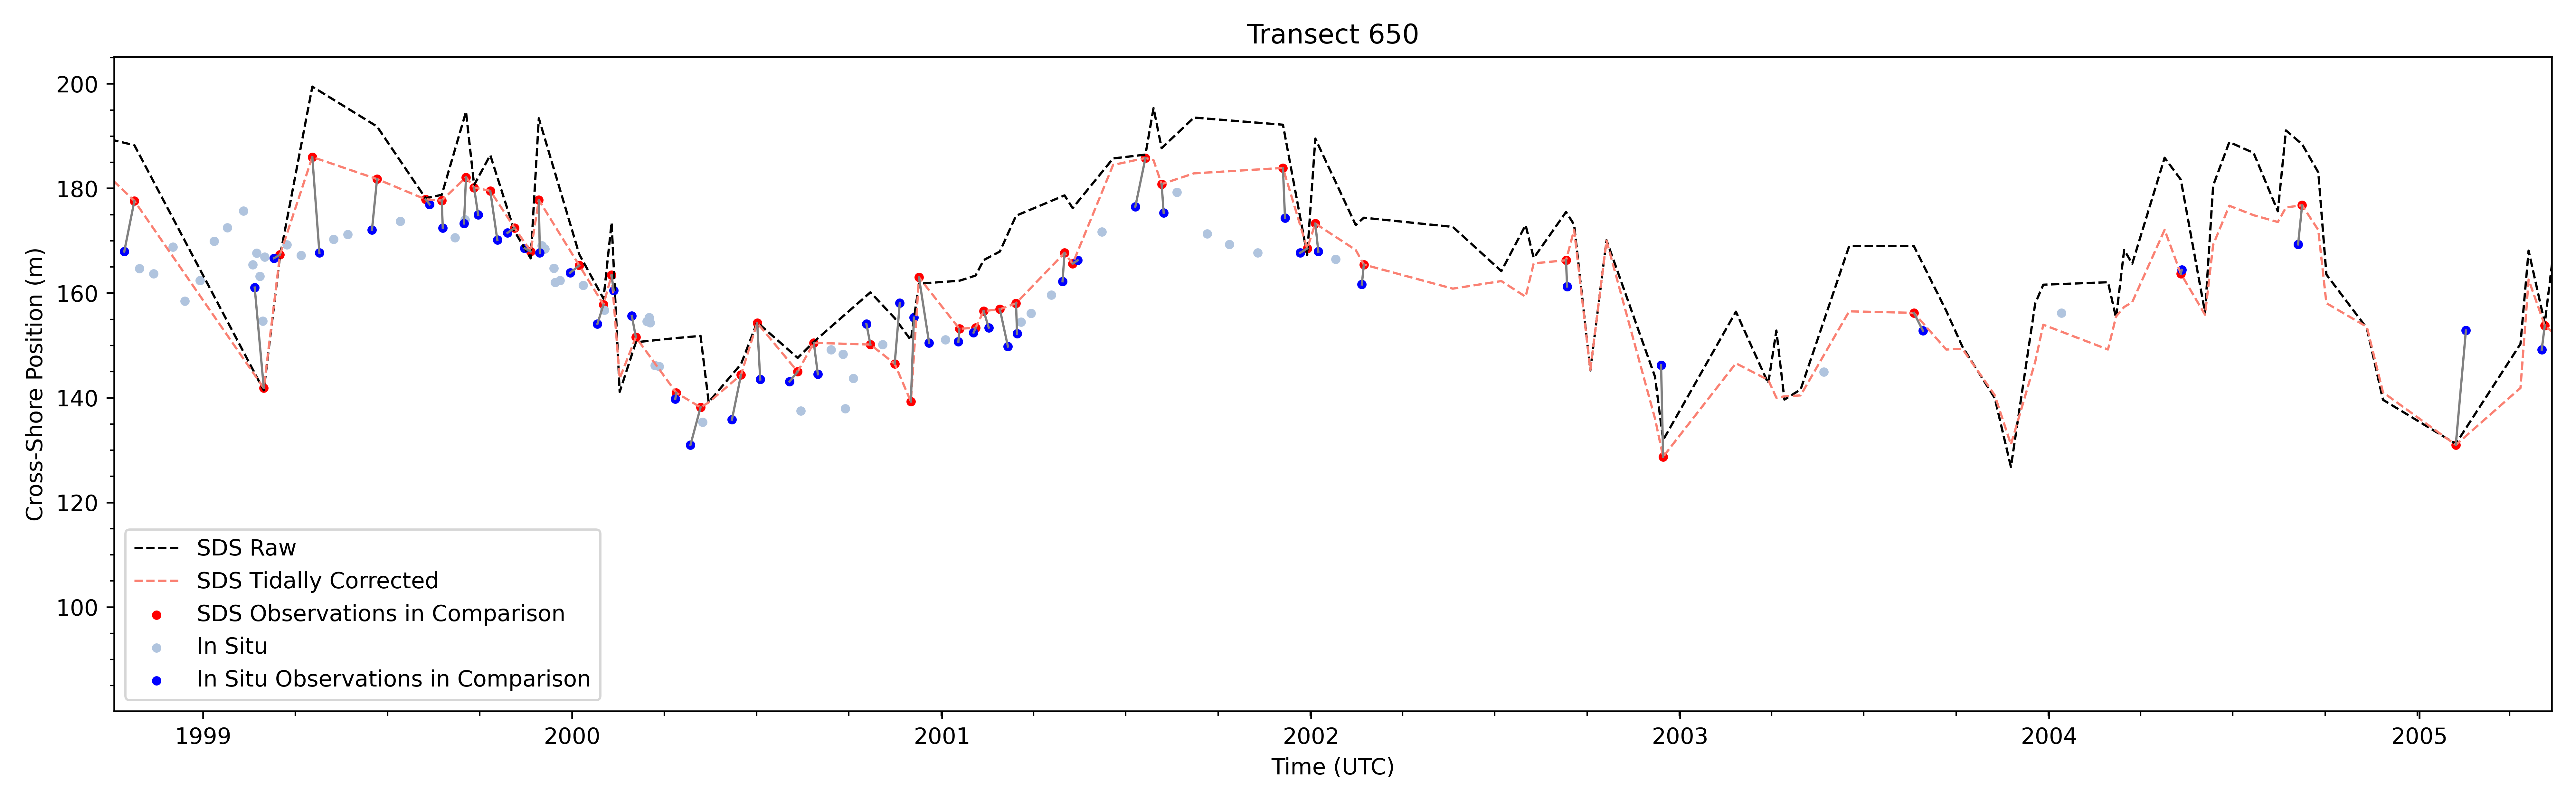 Transect 650
Cross-Shore Position (m)
200
180
160
140
120
100
SDS Raw
SDS Tidally Corrected
SDS Observations in Comparison
In Situ
In Situ Observations in Comparison
1999 2000 2001 2002 2003 2004 2005
Time (UTC)